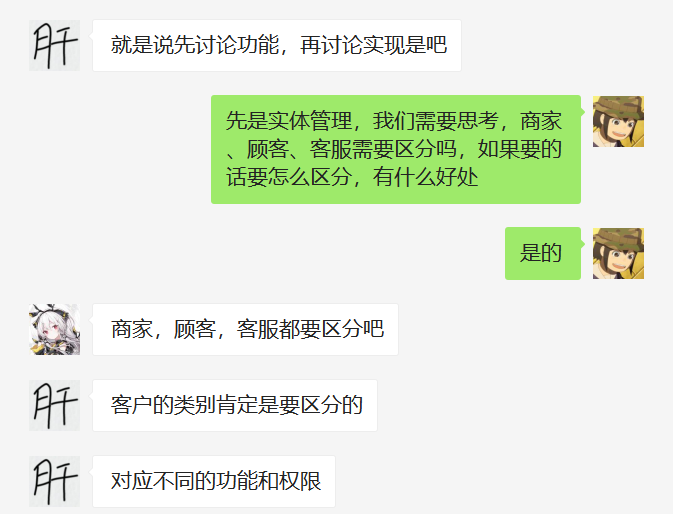 肝
就是说先讨论功能，再讨论实现是吧
先是实体管理，我们需要思考，商家
、顾客、客服需要区分吗，如果要的
话要怎么区分，有什么好处
是的
商家，顾客，客服都要区分吧
肝
客户的类别肯定是要区分的
肝
对应不同的功能和权限